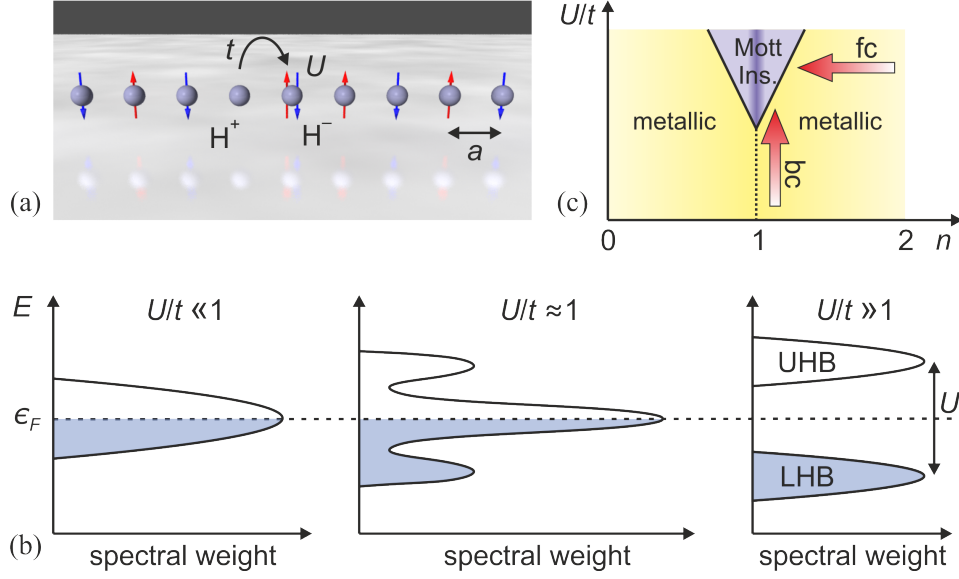 (a)
t
U
H⁺
H⁻
a
(c)
U/t
Mott
Ins.
fc
metallic
metallic
bc
0
1
2
n
(b)
E
U/t ≪ 1
U/t ≈ 1
U/t ≫ 1
UHB
ϵF
U
LHB
spectral weight
spectral weight
spectral weight